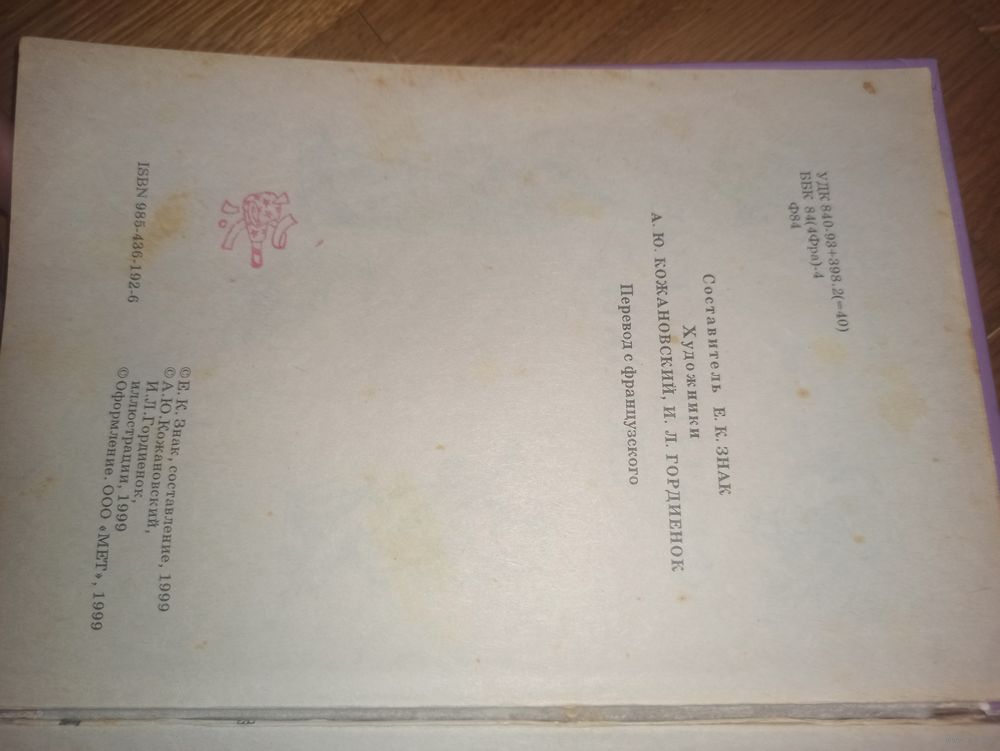 УДК 840-93+398.2(=40)
ББК 84(4Фра)-4
Ф84
Составитель Е. К. ЗНАК
Художники
А. Ю. КОЖАНОВСКИЙ, И. Л. ГОРДИЕНОК
Перевод с французского
ISBN 985-436-192-6
©Е. К. Знак, составление, 1999
©А.Ю.Кожановский,
И.Л.Гордиенок,
иллюстрации, 1999
©Оформление. ООО «МЕТ», 1999